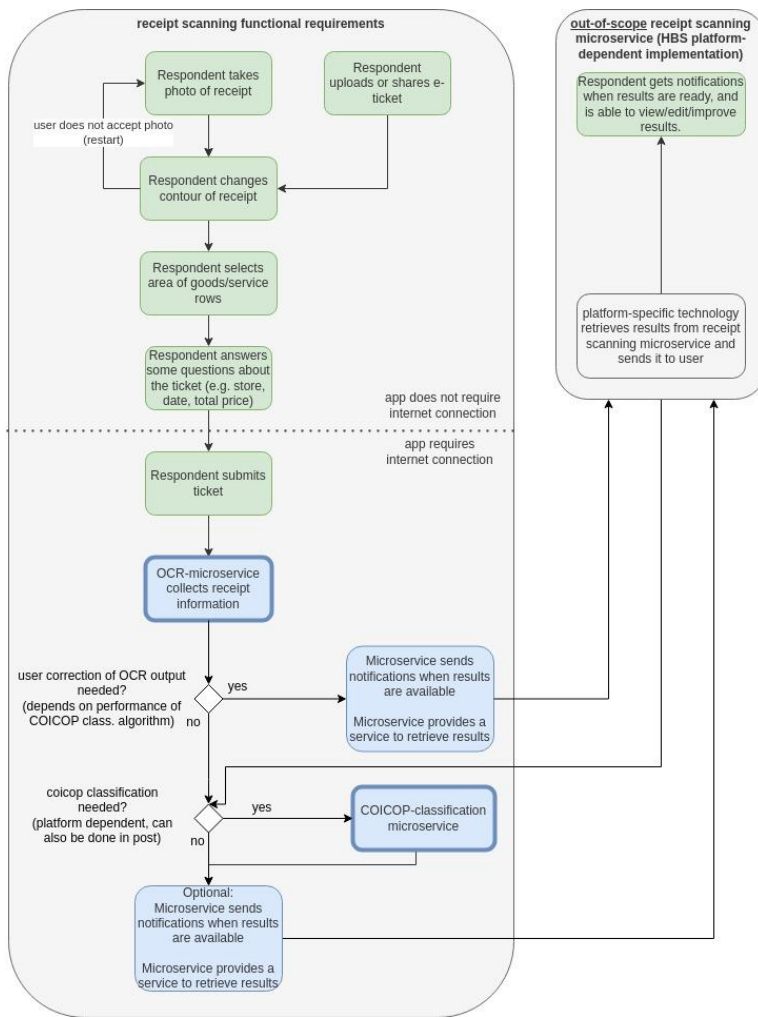 receipt scanning functional requirements
Respondent takes
photo of receipt
Respondent
uploads or shares e-
ticket
user does not accept photo
(restart)
Respondent changes
contour of receipt
Respondent selects
area of goods/service
rows
Respondent answers
some questions about
the ticket (e.g. store,
date, total price)
app does not require
internet connection
app requires
internet connection
Respondent submits
ticket
OCR-microservice
collects receipt
information
user correction of OCR output
needed?
(depends on performance of
COICOP class. algorithm)
yes
no
Microservice sends
notifications when results
are available
Microservice provides a
service to retrieve results
coicop classification
needed?
(platform dependent, can
also be done in post)
yes
no
COICOP-classification
microservice
Optional:
Microservice sends
notifications when results
are available
Microservice provides a
service to retrieve results
out-of-scope receipt scanning
microservice (HBS platform-
dependent implementation)
Respondent gets notifications
when results are ready, and
is able to view/edit/improve
results.
platform-specific technology
retrieves results from receipt
scanning microservice and
sends it to user